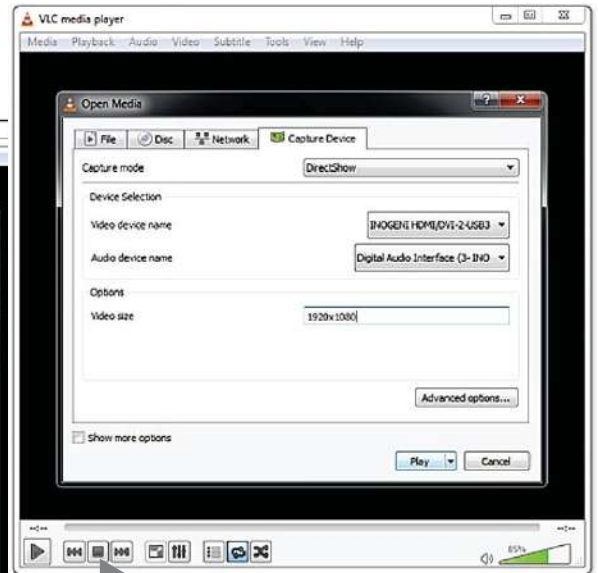 VLC media player
Media Playback Audio Video Subtitle Tools View Help
Open Media
File Disc Network Capture Device
Capture mode DirectShow
Device Selection
Video device name INOGENI HDMI/DVI-2-USB3
Audio device name Digital Audio Interface (3- INO
Options
Video size 1920x1080
Advanced options...
Show more options
Play Cancel
--:-- --:--
85%